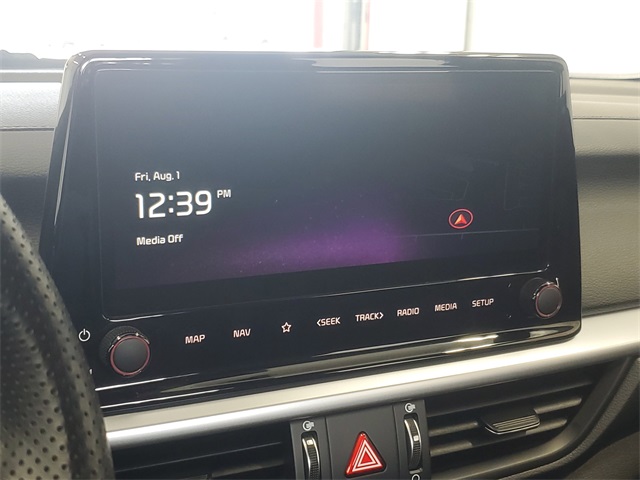 Fri, Aug. 1
12:39 PM
Media Off
MAP NAV <SEEK TRACK> RADIO MEDIA SETUP